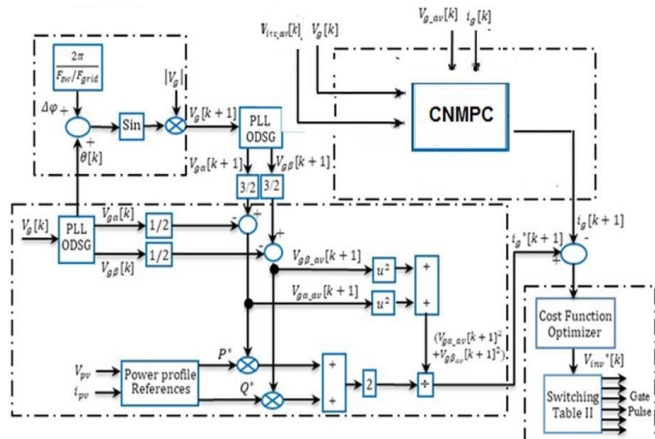 V_inv_av[k] V_g[k]
V_g_av[k] i_g[k]
2π
F_sw/F_grid
|V_g|
Δφ +
+
Sin
V_g[k+1]
PLL
ODSG
CNMPC
θ[k]
V_gα[k+1] V_gβ[k+1]
3/2 3/2
i_g[k+1]
V_g[k]
PLL
ODSG
V_gα[k]
1/2
- +
i_g*[k+1]
-
+
V_gβ[k]
1/2
- +
V_gβ_av[k+1]
u²
+
V_gα_av[k+1]
u²
+
Cost Function
Optimizer
(V_gα_av[k+1]²
+V_gβ_av[k+1]²)
V_inv*[k]
V_pv
i_pv
Power profile
References
P*
Q*
+
+
2
÷
Switching
Table II
Gate
Pulse